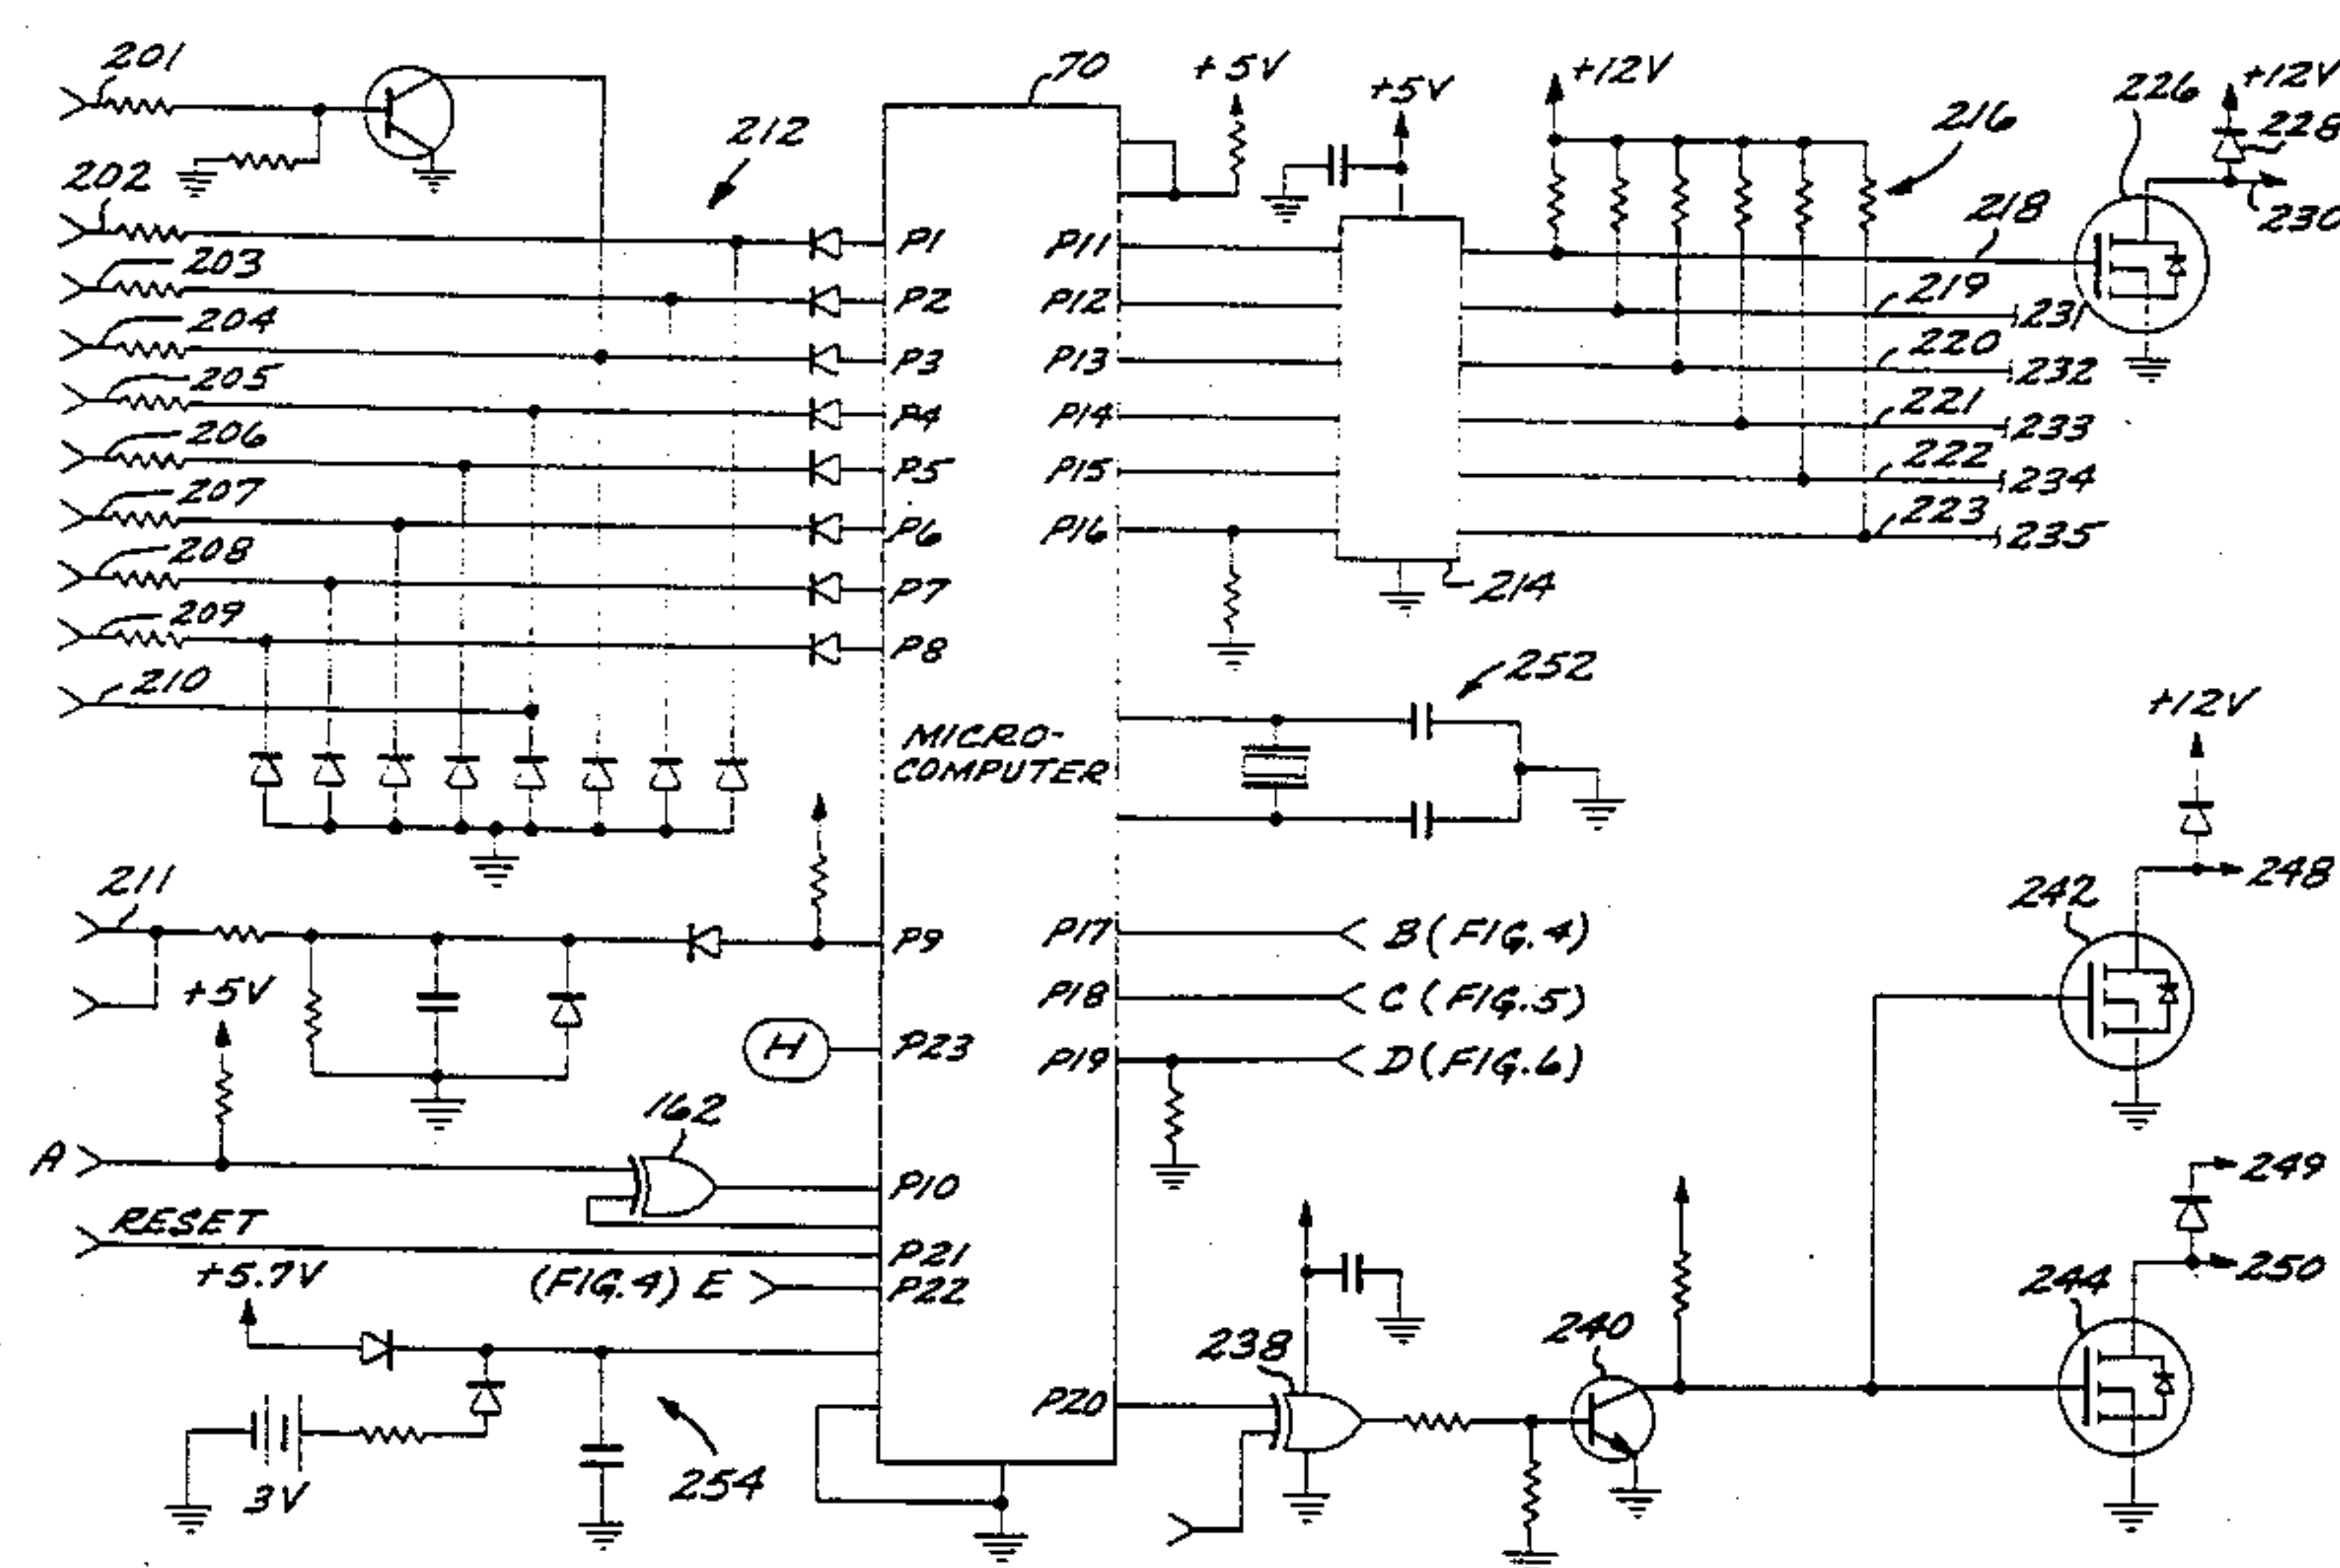 201
70
+5V
+5V
+12V
226
+12V
228
216
212
202
218
230
P1
P11
203
219
231
P2
P12
204
220
232
P3
P13
205
221
233
P4
P14
206
222
234
P5
P15
207
223
235
P6
P16
208
P7
214
209
P8
252
210
+12V
MICRO-
COMPUTER
211
242
248
P9
P17
B (FIG. 4)
+5V
P18
C (FIG. 5)
H
P23
P19
D (FIG. 6)
162
A
249
P10
RESET
P21
+5.7V
(FIG. 4) E
P22
244
250
238
240
P20
254
3V